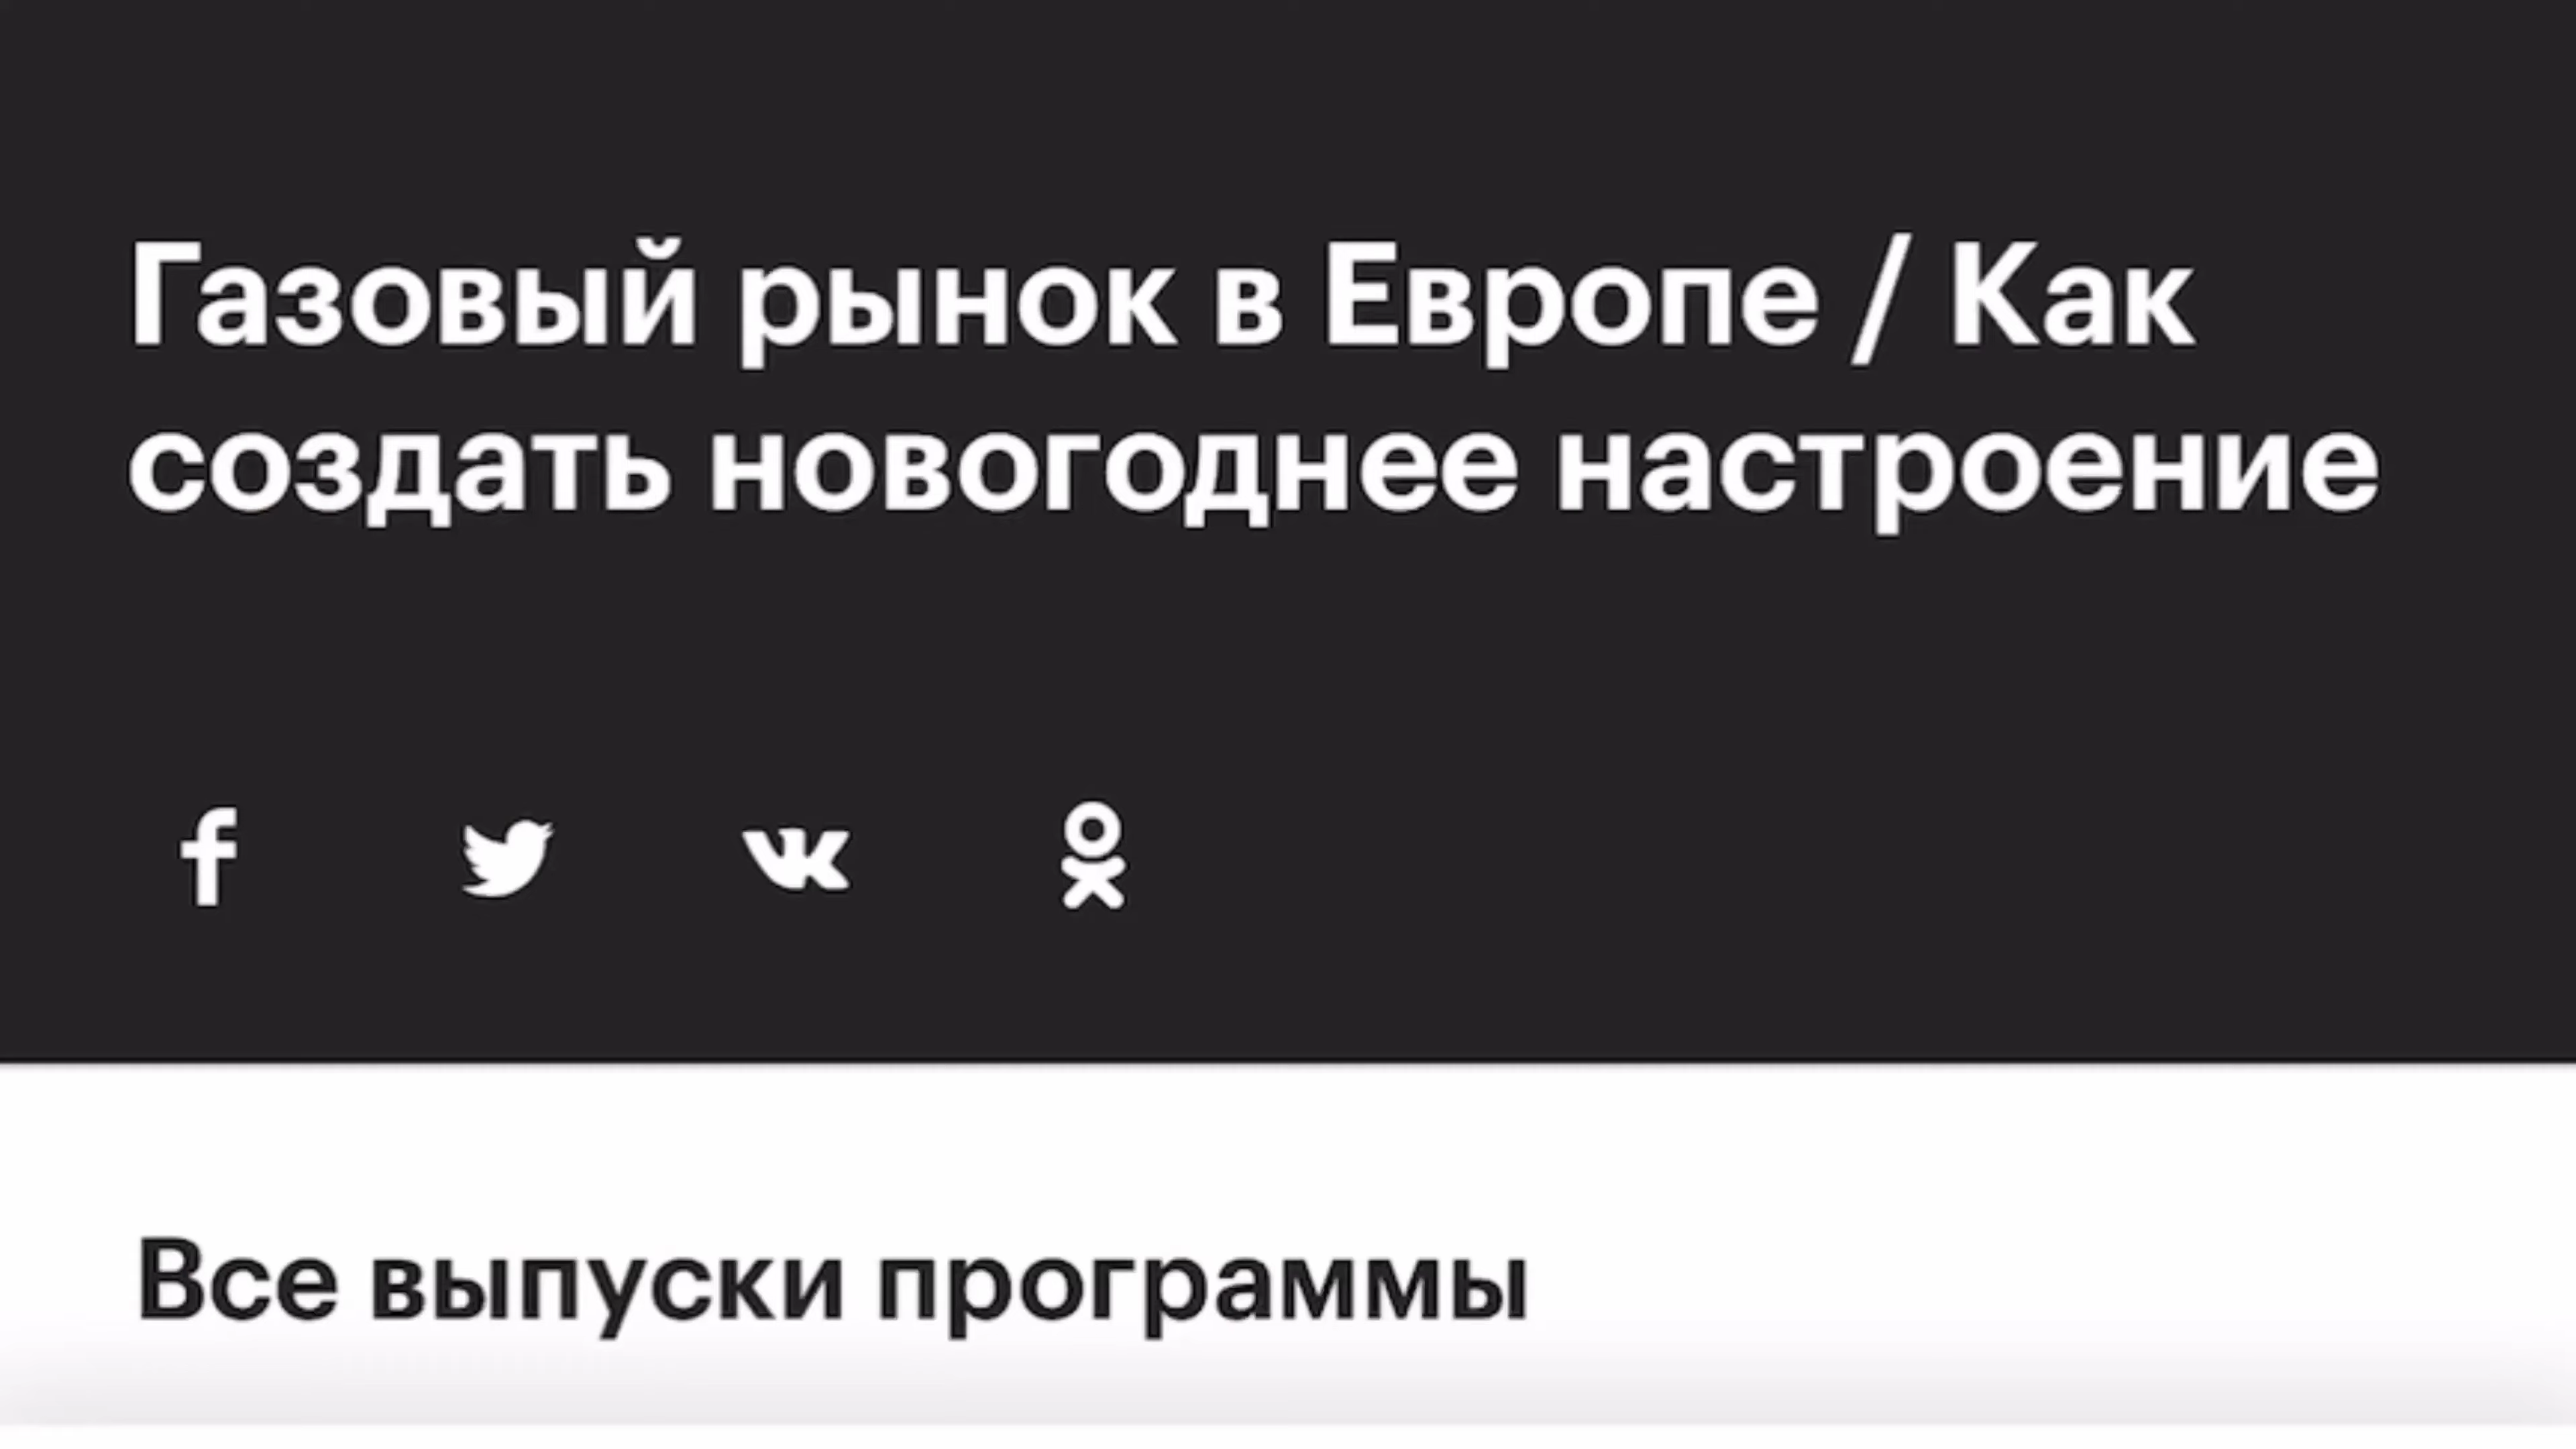 Газовый рынок в Европе / Как
создать новогоднее настроение
Все выпуски программы